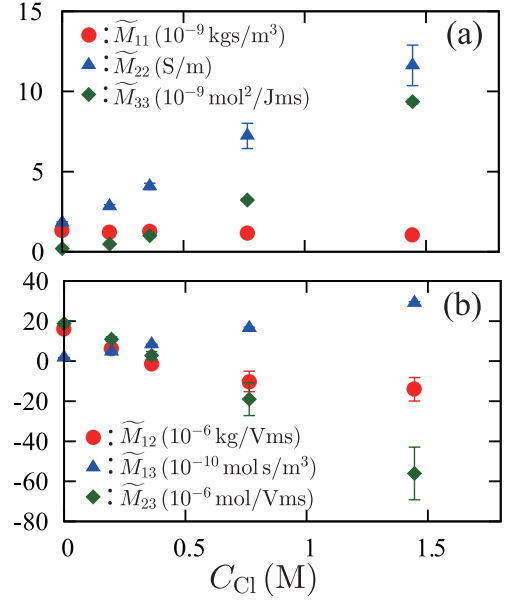 (a)
15
: M̃₁₁ (10⁻⁹ kgs/m³)
: M̃₂₂ (S/m)
: M̃₃₃ (10⁻⁹ mol²/Jms)
10
5
0
(b)
40
20
0
-20
-40
-60
-80
: M̃₁₂ (10⁻⁶ kg/Vms)
: M̃₁₃ (10⁻¹⁰ mol s/m³)
: M̃₂₃ (10⁻⁶ mol/Vms)
0 0.5 1 1.5
C_Cl (M)